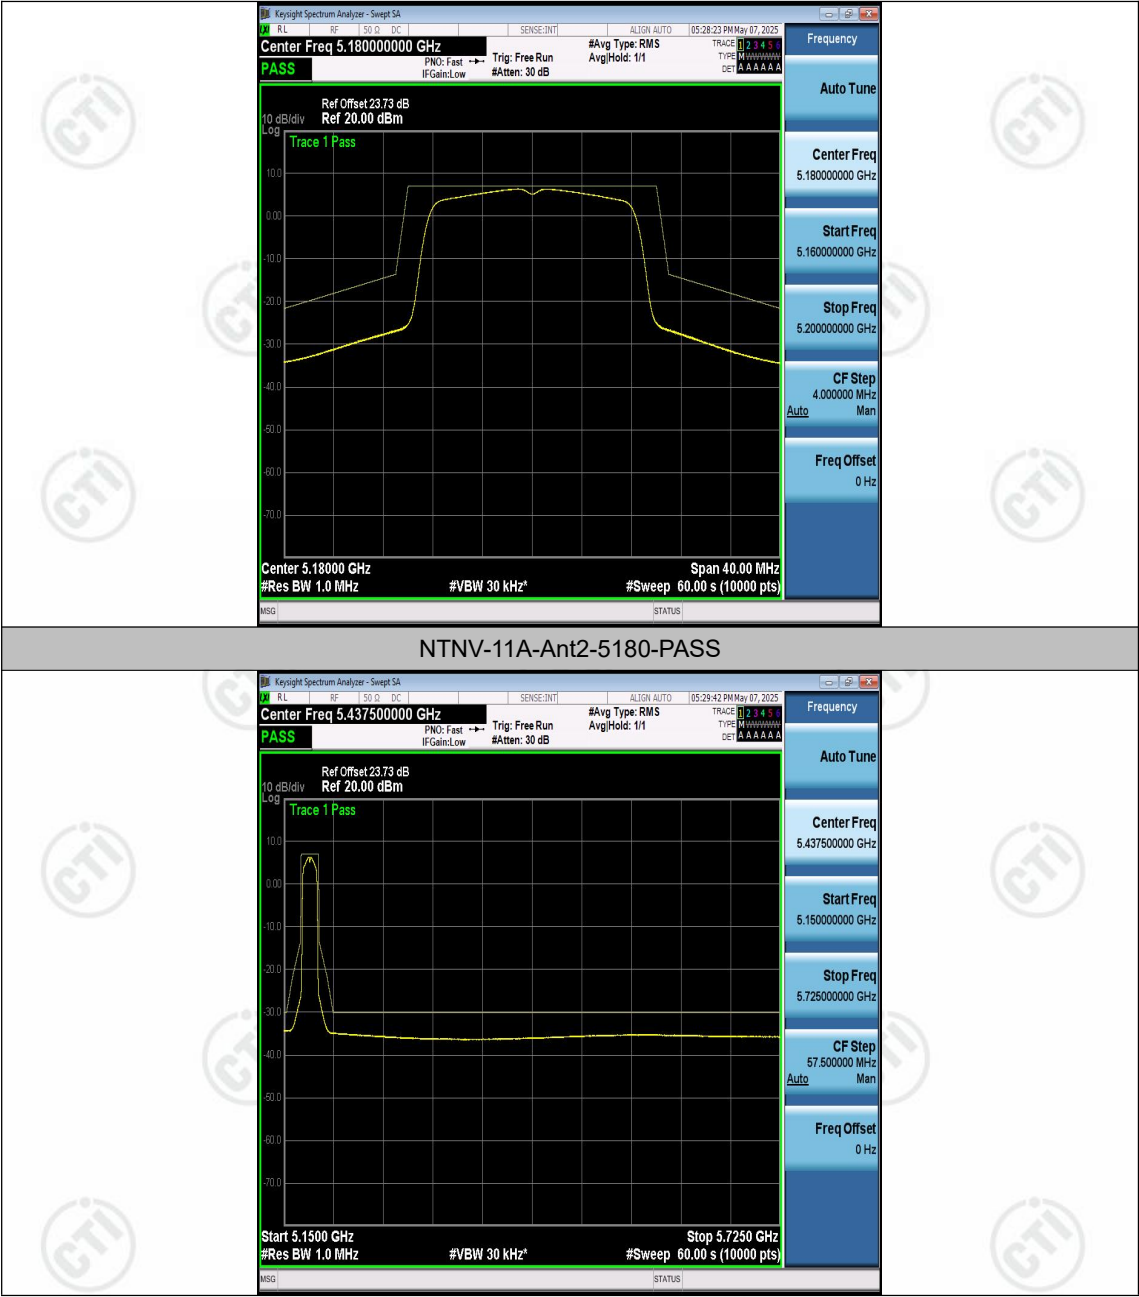 Keysight Spectrum Analyzer - Swept SA
RL RF 50 Ω DC SENSE:INT ALIGN AUTO 05:28:23 PM May 07, 2025
Center Freq 5.180000000 GHz
PASS
PNO: Fast
IFGain:Low
Trig: Free Run
#Atten: 30 dB
#Avg Type: RMS
Avg|Hold: 1/1
TRACE 1 2 3 4 5 6
TYPE M
DET A A A A A A
Ref Offset 23.73 dB
10 dB/div Ref 20.00 dBm
Log
Trace 1 Pass
10.0
0.00
-10.0
-20.0
-30.0
-40.0
-50.0
-60.0
-70.0
Center 5.18000 GHz Span 40.00 MHz
#Res BW 1.0 MHz #VBW 30 kHz* #Sweep 60.00 s (10000 pts)
MSG STATUS
Frequency
Auto Tune
Center Freq
5.180000000 GHz
Start Freq
5.160000000 GHz
Stop Freq
5.200000000 GHz
CF Step
4.000000 MHz
Auto Man
Freq Offset
0 Hz
NTNV-11A-Ant2-5180-PASS
Keysight Spectrum Analyzer - Swept SA
RL RF 50 Ω DC SENSE:INT ALIGN AUTO 05:29:42 PM May 07, 2025
Center Freq 5.437500000 GHz
PASS
PNO: Fast
IFGain:Low
Trig: Free Run
#Atten: 30 dB
#Avg Type: RMS
Avg|Hold: 1/1
TRACE 1 2 3 4 5 6
TYPE M
DET A A A A A A
Ref Offset 23.73 dB
10 dB/div Ref 20.00 dBm
Log
Trace 1 Pass
10.0
0.00
-10.0
-20.0
-30.0
-40.0
-50.0
-60.0
-70.0
Start 5.1500 GHz Stop 5.7250 GHz
#Res BW 1.0 MHz #VBW 30 kHz* #Sweep 60.00 s (10000 pts)
MSG STATUS
Frequency
Auto Tune
Center Freq
5.437500000 GHz
Start Freq
5.150000000 GHz
Stop Freq
5.725000000 GHz
CF Step
57.500000 MHz
Auto Man
Freq Offset
0 Hz
CTI
CTI
CTI
CTI
CTI
CTI
CTI
CTI
CTI
CTI
CTI
CTI